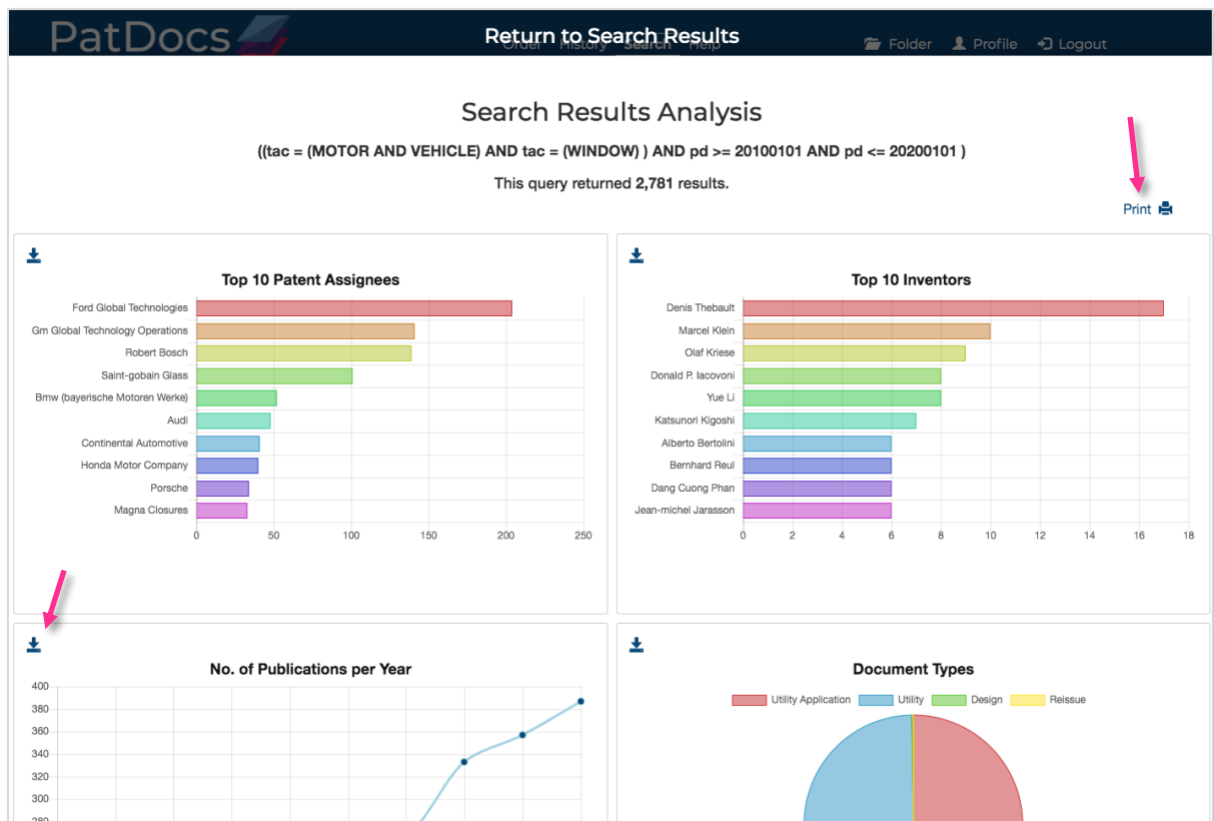 PatDocs
Return to Search Results
Order History Search Help
Folder Profile Logout
Search Results Analysis
((tac = (MOTOR AND VEHICLE) AND tac = (WINDOW) ) AND pd >= 20100101 AND pd <= 20200101 )
This query returned 2,781 results.
Print
Top 10 Patent Assignees
Ford Global Technologies
Gm Global Technology Operations
Robert Bosch
Saint-gobain Glass
Bmw (bayerische Motoren Werke)
Audi
Continental Automotive
Honda Motor Company
Porsche
Magna Closures
0 50 100 150 200 250
Top 10 Inventors
Denis Thebault
Marcel Klein
Olaf Kriese
Donald P. Iacovoni
Yue Li
Katsunori Kigoshi
Alberto Bertolini
Bernhard Reul
Dang Cuong Phan
Jean-michel Jarasson
0 2 4 6 8 10 12 14 16 18
No. of Publications per Year
400
380
360
340
320
300
280
Document Types
Utility Application Utility Design Reissue